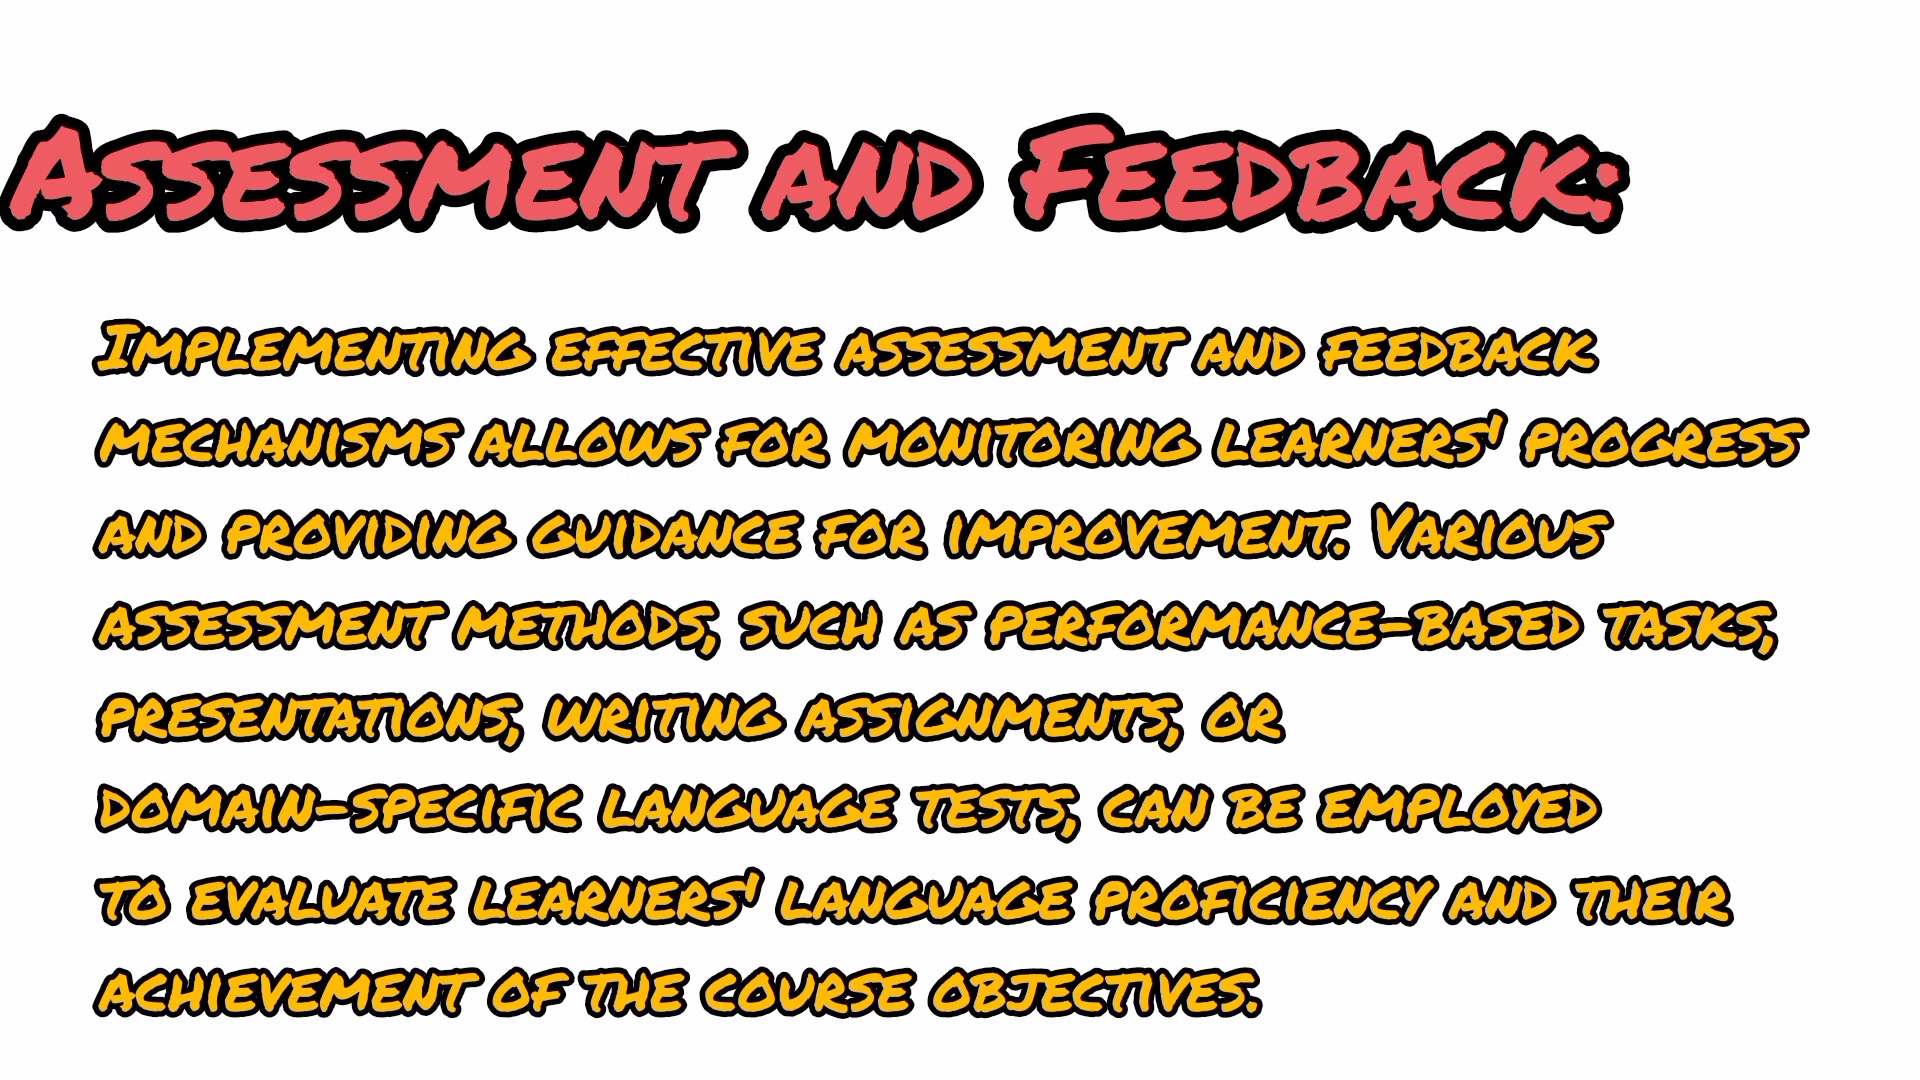 Assessment and Feedback:
Implementing effective assessment and feedback
mechanisms allows for monitoring learners' progress
and providing guidance for improvement. Various
assessment methods, such as performance-based tasks,
presentations, writing assignments, or
domain-specific language tests, can be employed
to evaluate learners' language proficiency and their
achievement of the course objectives.